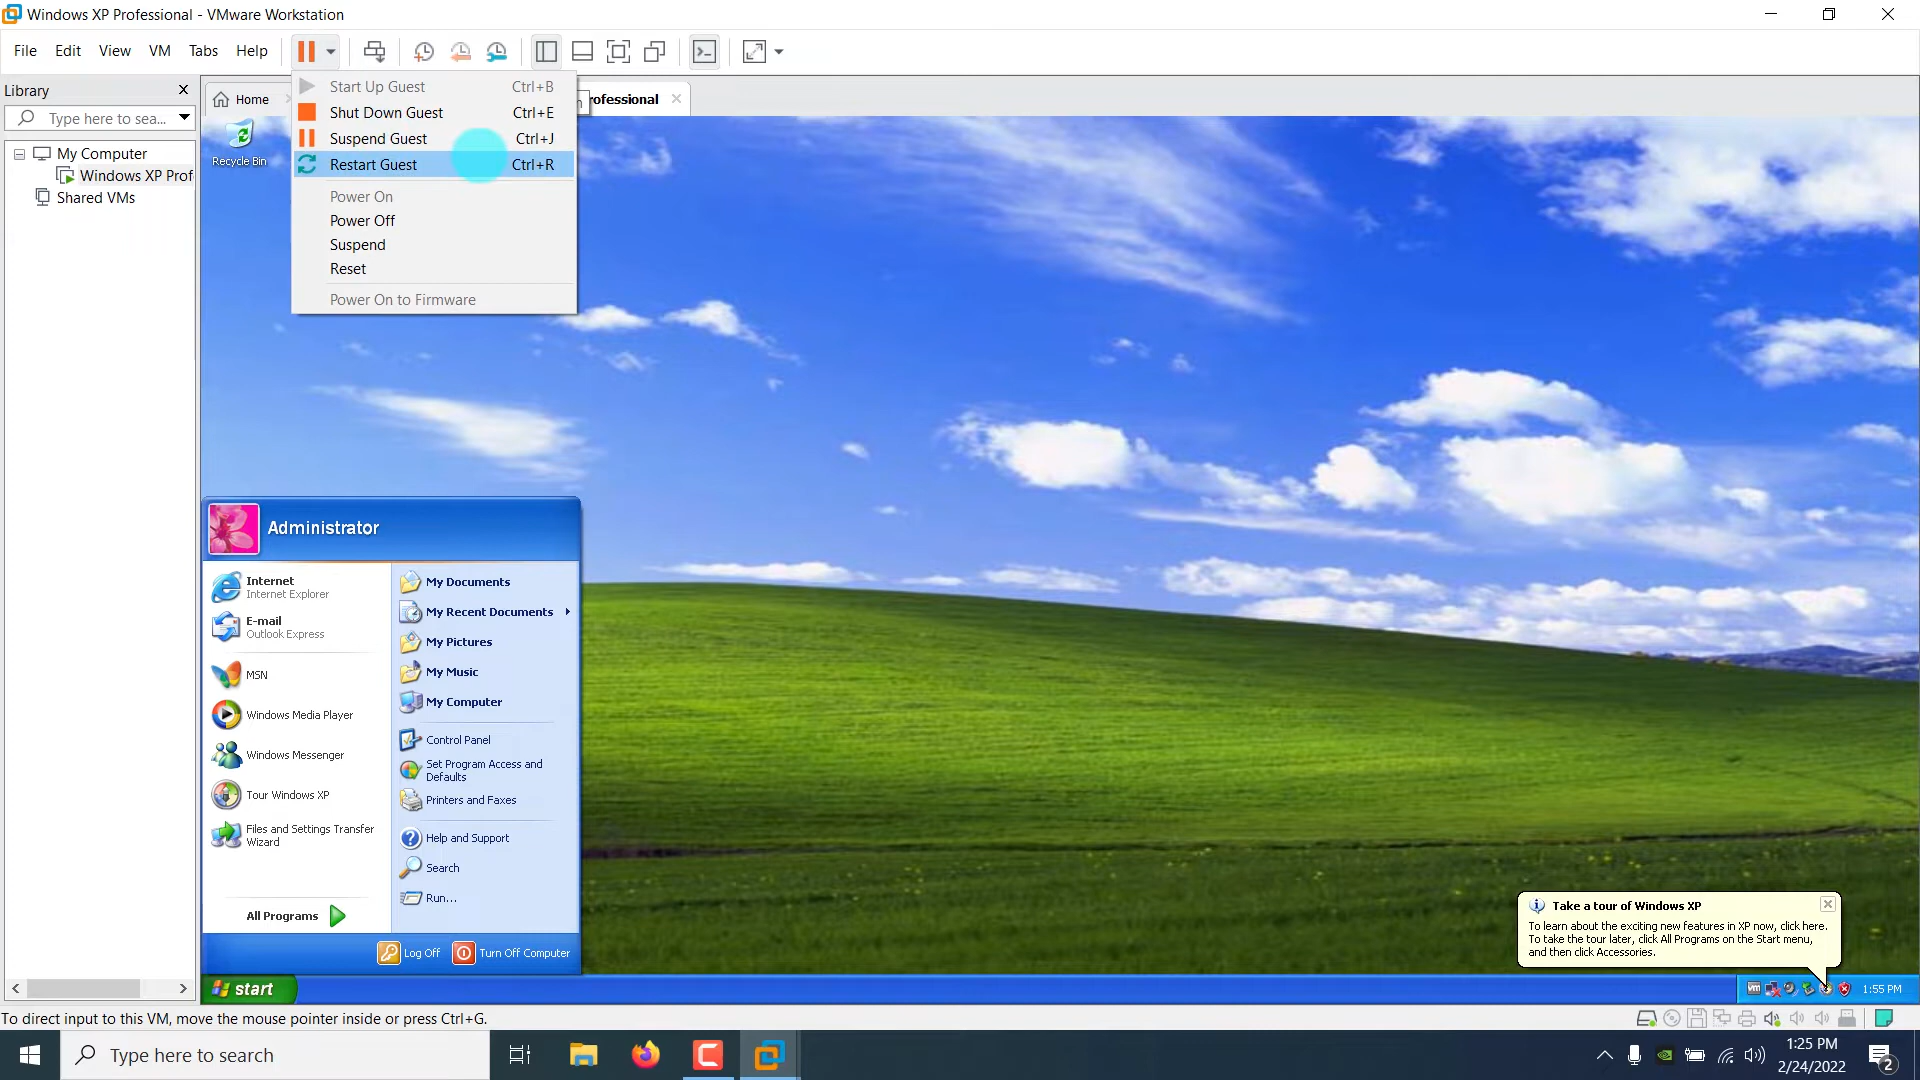 Windows XP Professional - VMware Workstation
File Edit View VM Tabs Help
Library
Type here to sea...
My Computer
Windows XP Prof
Shared VMs
Home
rofessional
Start Up Guest Ctrl+B
Shut Down Guest Ctrl+E
Suspend Guest Ctrl+J
Restart Guest Ctrl+R
Power On
Power Off
Suspend
Reset
Power On to Firmware
Recycle Bin
Administrator
Internet
Internet Explorer
E-mail
Outlook Express
MSN
Windows Media Player
Windows Messenger
Tour Windows XP
Files and Settings Transfer
Wizard
All Programs
My Documents
My Recent Documents
My Pictures
My Music
My Computer
Control Panel
Set Program Access and
Defaults
Printers and Faxes
Help and Support
Search
Run...
Log Off
Turn Off Computer
Take a tour of Windows XP
To learn about the exciting new features in XP now, click here.
To take the tour later, click All Programs on the Start menu,
and then click Accessories.
start
1:55 PM
To direct input to this VM, move the mouse pointer inside or press Ctrl+G.
Type here to search
1:25 PM
2/24/2022
2